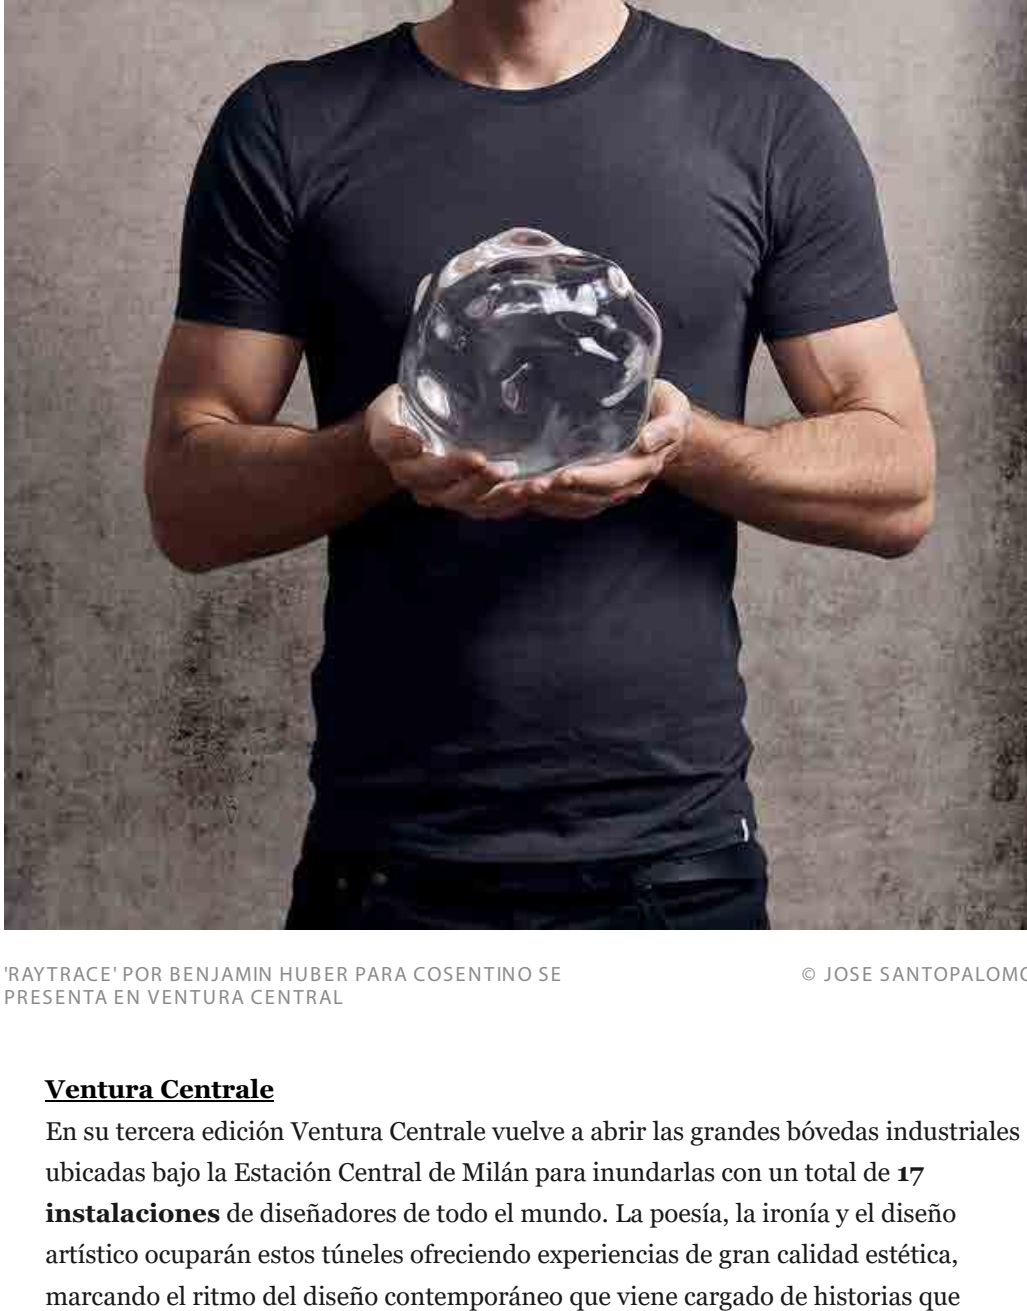 'RAYTRACE' POR BENJAMIN HUBER PARA COSENTINO SE
PRESENTA EN VENTURA CENTRAL
© JOSE SANTOPALOMO
Ventura Centrale
En su tercera edición Ventura Centrale vuelve a abrir las grandes bóvedas industriales
ubicadas bajo la Estación Central de Milán para inundarlas con un total de 17
instalaciones de diseñadores de todo el mundo. La poesía, la ironía y el diseño
artístico ocuparán estos túneles ofreciendo experiencias de gran calidad estética,
marcando el ritmo del diseño contemporáneo que viene cargado de historias que